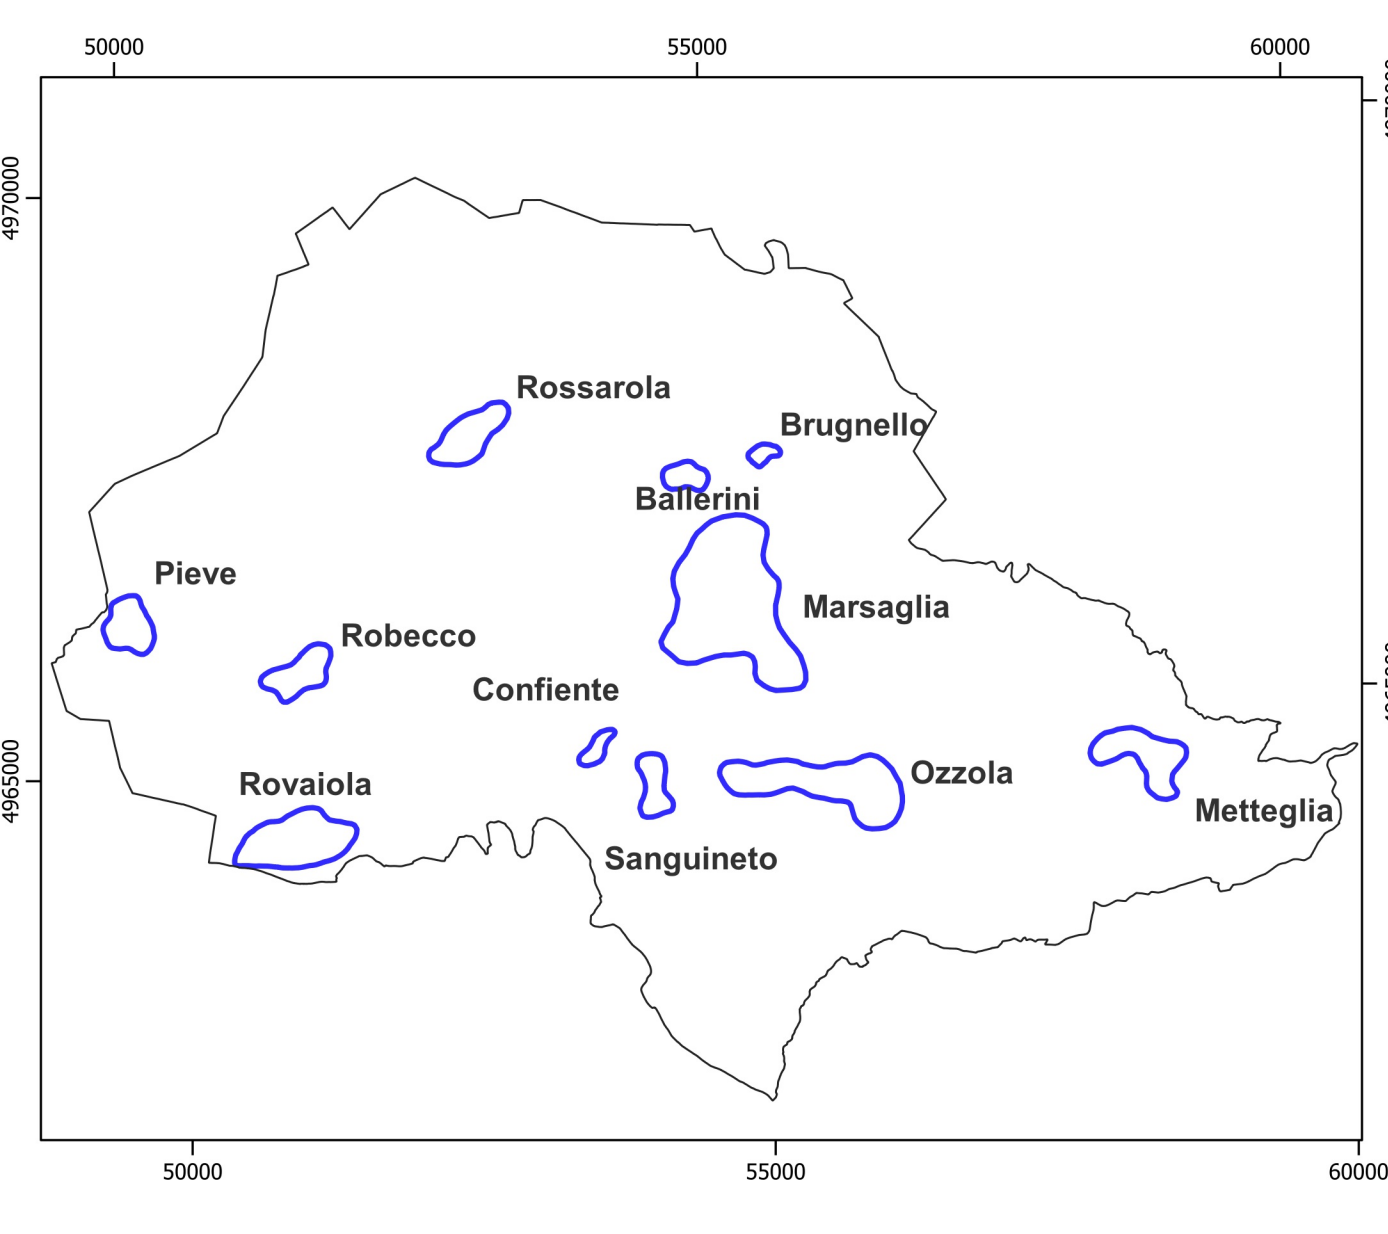 50000
55000
60000
4970000
Rossarola
Brugnello
Ballerini
Pieve
Marsaglia
Robecco
Confiente
4965000
Rovaiola
Ozzola
Metteglia
Sanguineto
50000
55000
60000